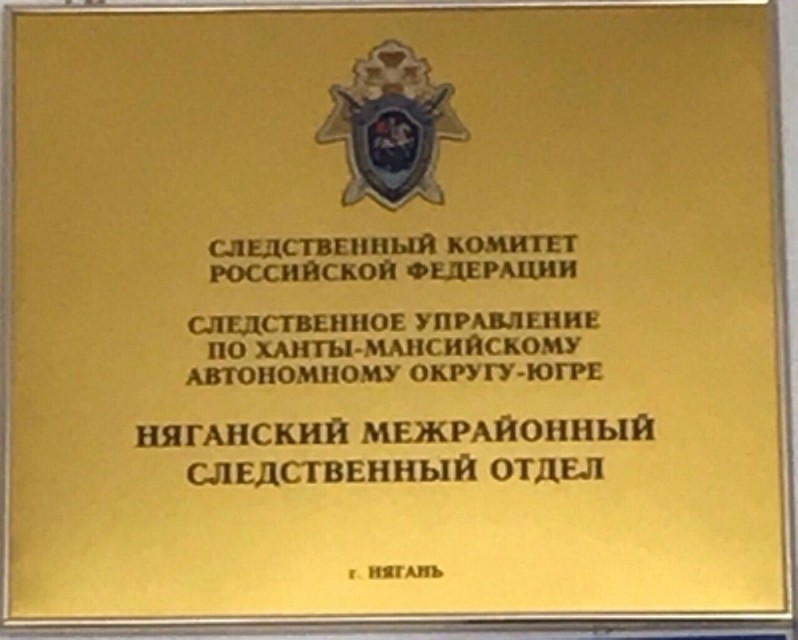 СЛЕДСТВЕННЫЙ КОМИТЕТ
РОССИЙСКОЙ ФЕДЕРАЦИИ
СЛЕДСТВЕННОЕ УПРАВЛЕНИЕ
ПО ХАНТЫ-МАНСИЙСКОМУ
АВТОНОМНОМУ ОКРУГУ-ЮГРЕ
НЯГАНСКИЙ МЕЖРАЙОННЫЙ
СЛЕДСТВЕННЫЙ ОТДЕЛ
г. НЯГАНЬ